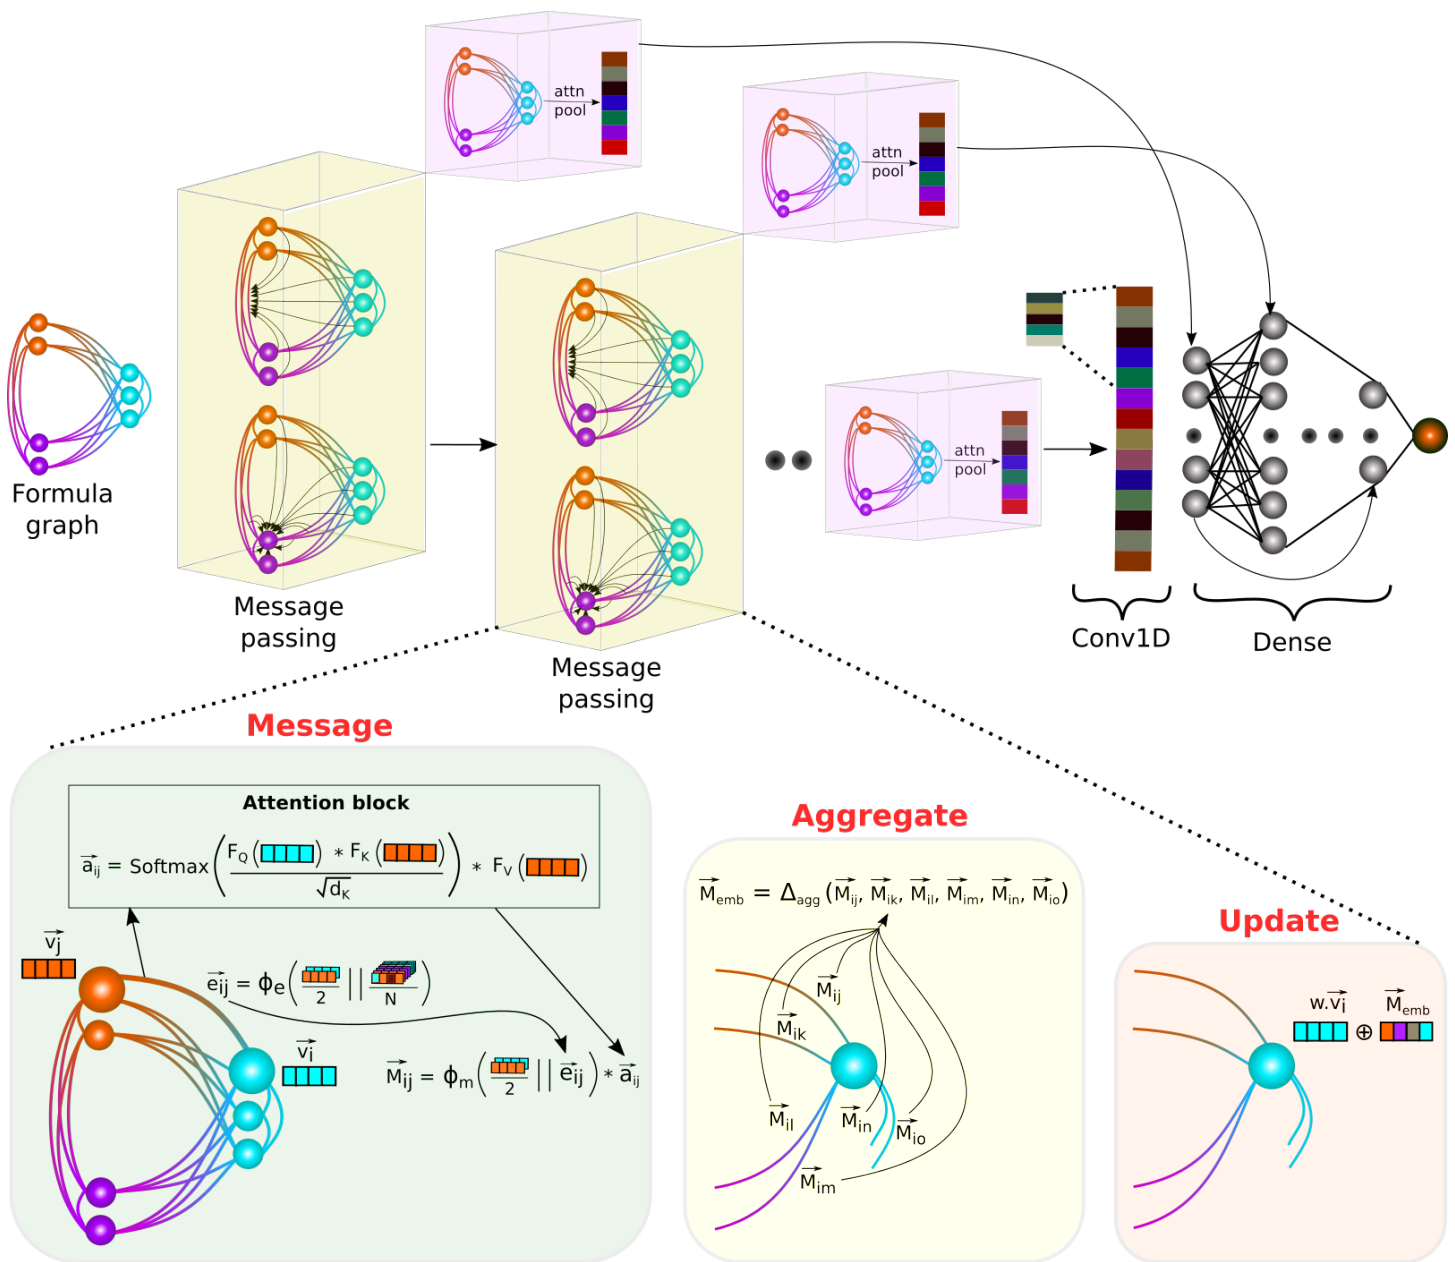 attn
pool
attn
pool
attn
pool
Formula
graph
Message
passing
Message
passing
Conv1D
Dense
Message
Attention block
a⃗ij = Softmax( FQ( ) * FK( ) / √dK ) * FV( )
v⃗j
e⃗ij = ϕe( /2 || /N )
v⃗i
M⃗ij = ϕm( /2 || e⃗ij) * a⃗ij
Aggregate
M⃗emb = Δagg (M⃗ij, M⃗ik, M⃗il, M⃗im, M⃗in, M⃗io)
M⃗ij
M⃗ik
M⃗il
M⃗in
M⃗io
M⃗im
Update
w.v⃗i ⊕ M⃗emb